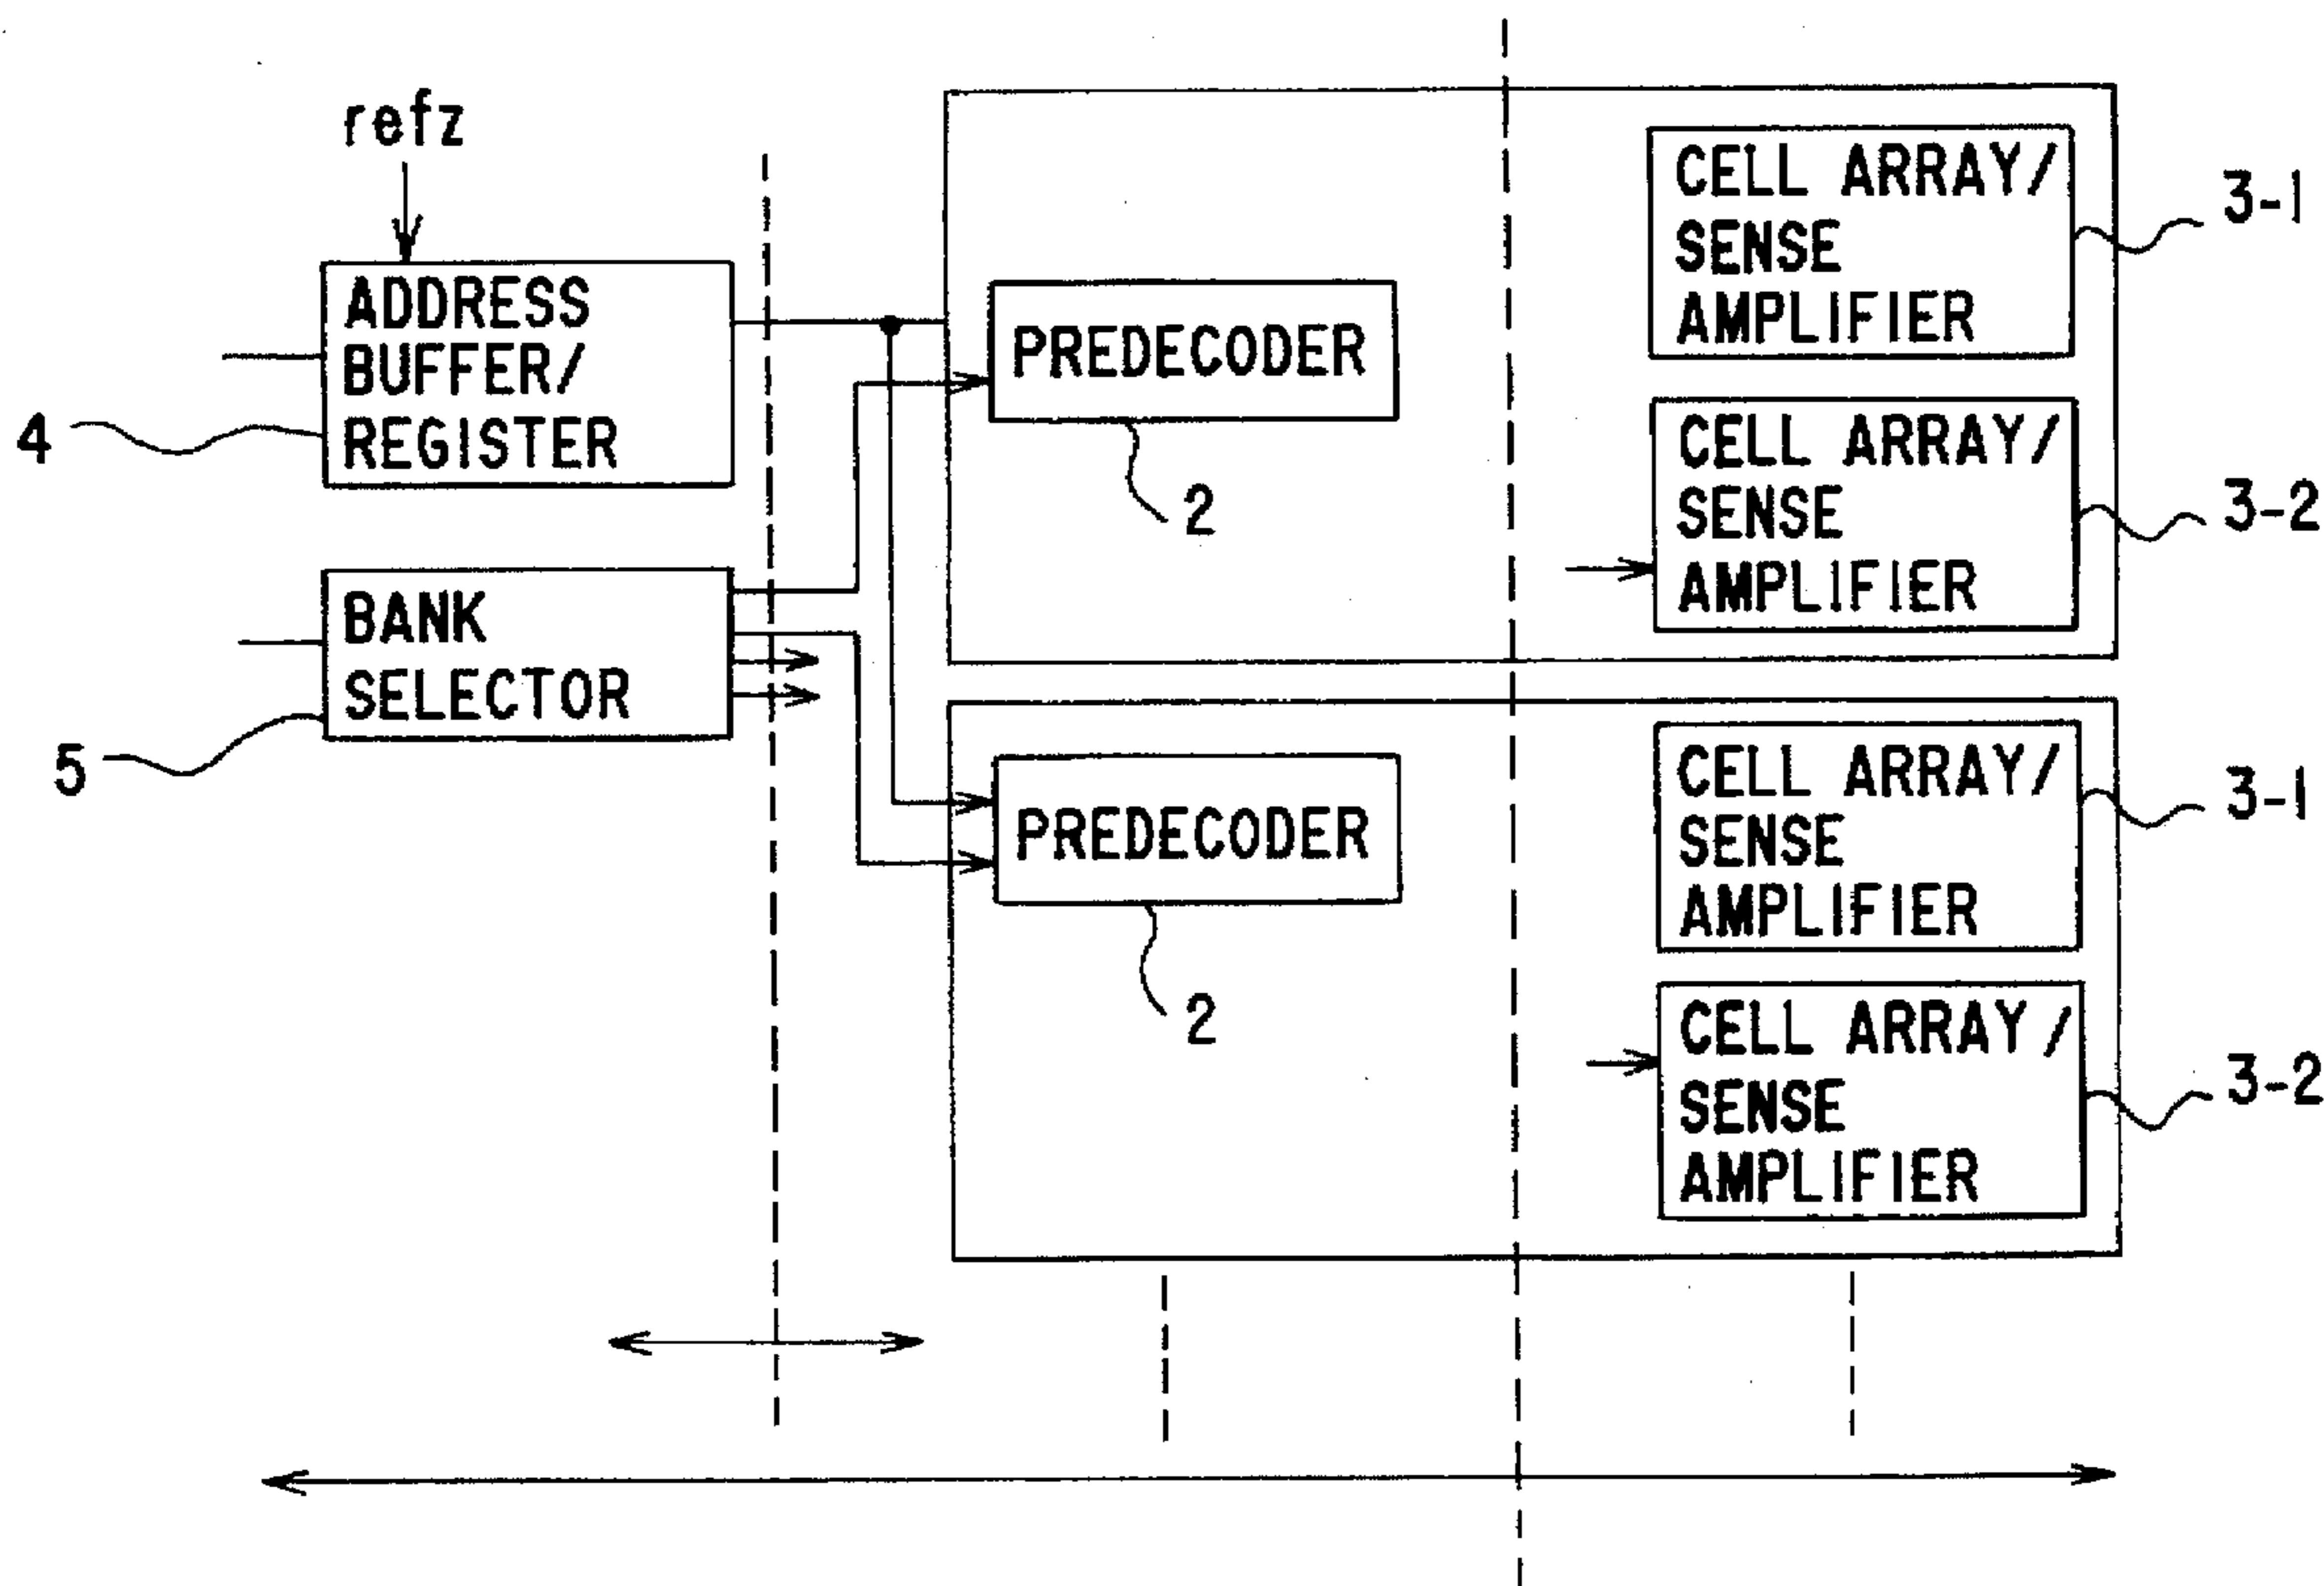 refz
ADDRESS
BUFFER/
REGISTER
4
BANK
SELECTOR
5
PREDECODER
2
CELL ARRAY/
SENSE
AMPLIFIER
3-1
CELL ARRAY/
SENSE
AMPLIFIER
3-2
PREDECODER
2
CELL ARRAY/
SENSE
AMPLIFIER
3-1
CELL ARRAY/
SENSE
AMPLIFIER
3-2